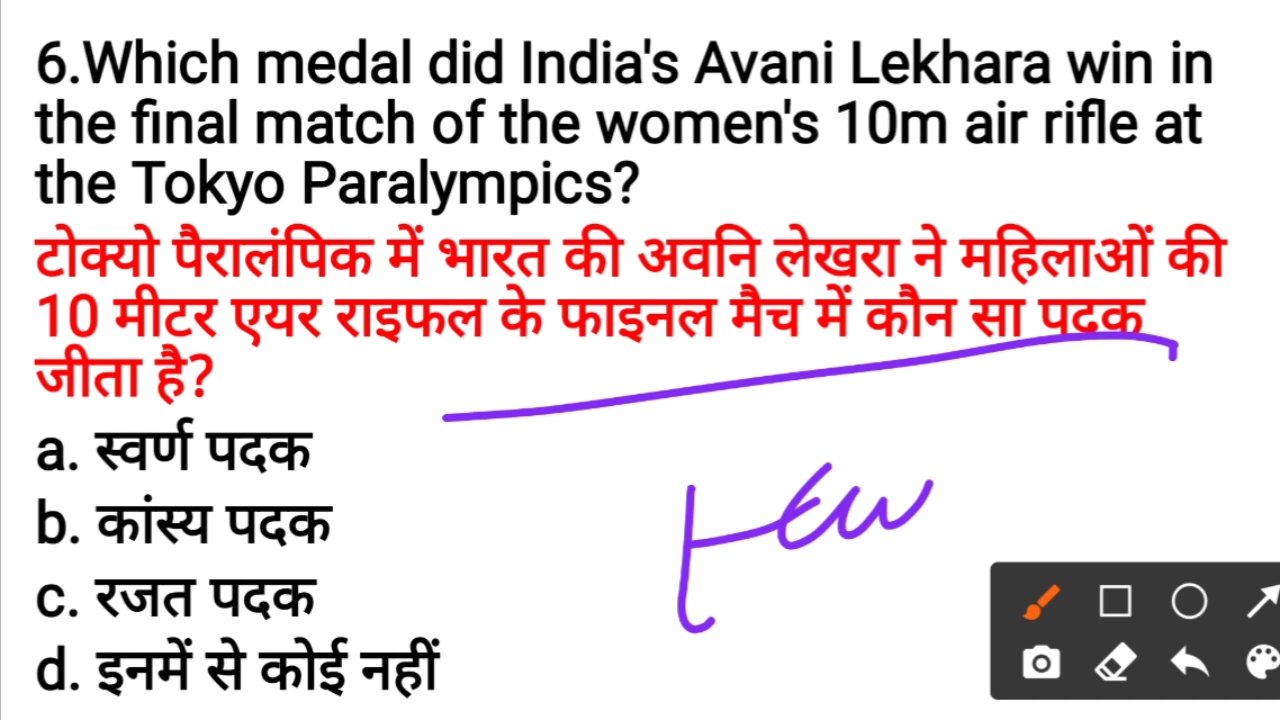 6.Which medal did India's Avani Lekhara win in
the final match of the women's 10m air rifle at
the Tokyo Paralympics?
टोक्यो पैरालंपिक में भारत की अवनि लेखरा ने महिलाओं की
10 मीटर एयर राइफल के फाइनल मैच में कौन सा पदक
जीता है?
a. स्वर्ण पदक
b. कांस्य पदक
c. रजत पदक
d. इनमें से कोई नहीं